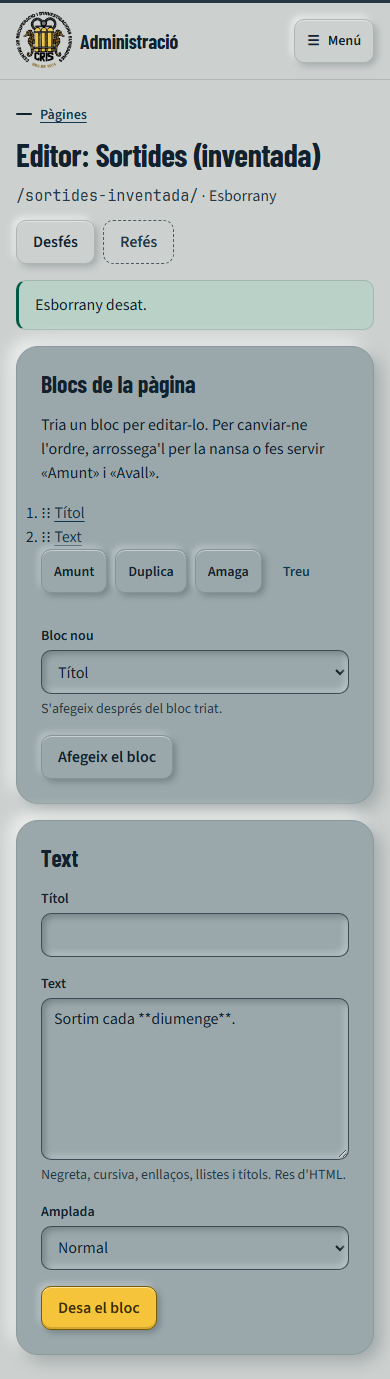 CRIS
Administració
☰ Menú
— Pàgines
Editor: Sortides (inventada)
/sortides-inventada/ · Esborrany
Desfés
Refés
Esborrany desat.
Blocs de la pàgina
Tria un bloc per editar-lo. Per canviar-ne
l'ordre, arrossega'l per la nansa o fes servir
«Amunt» i «Avall».
1. ⠿ Títol
2. ⠿ Text
Amunt
Duplica
Amaga
Treu
Bloc nou
Títol
S'afegeix després del bloc triat.
Afegeix el bloc
Text
Títol
Text
Sortim cada **diumenge**.
Negreta, cursiva, enllaços, llistes i títols. Res d'HTML.
Amplada
Normal
Desa el bloc